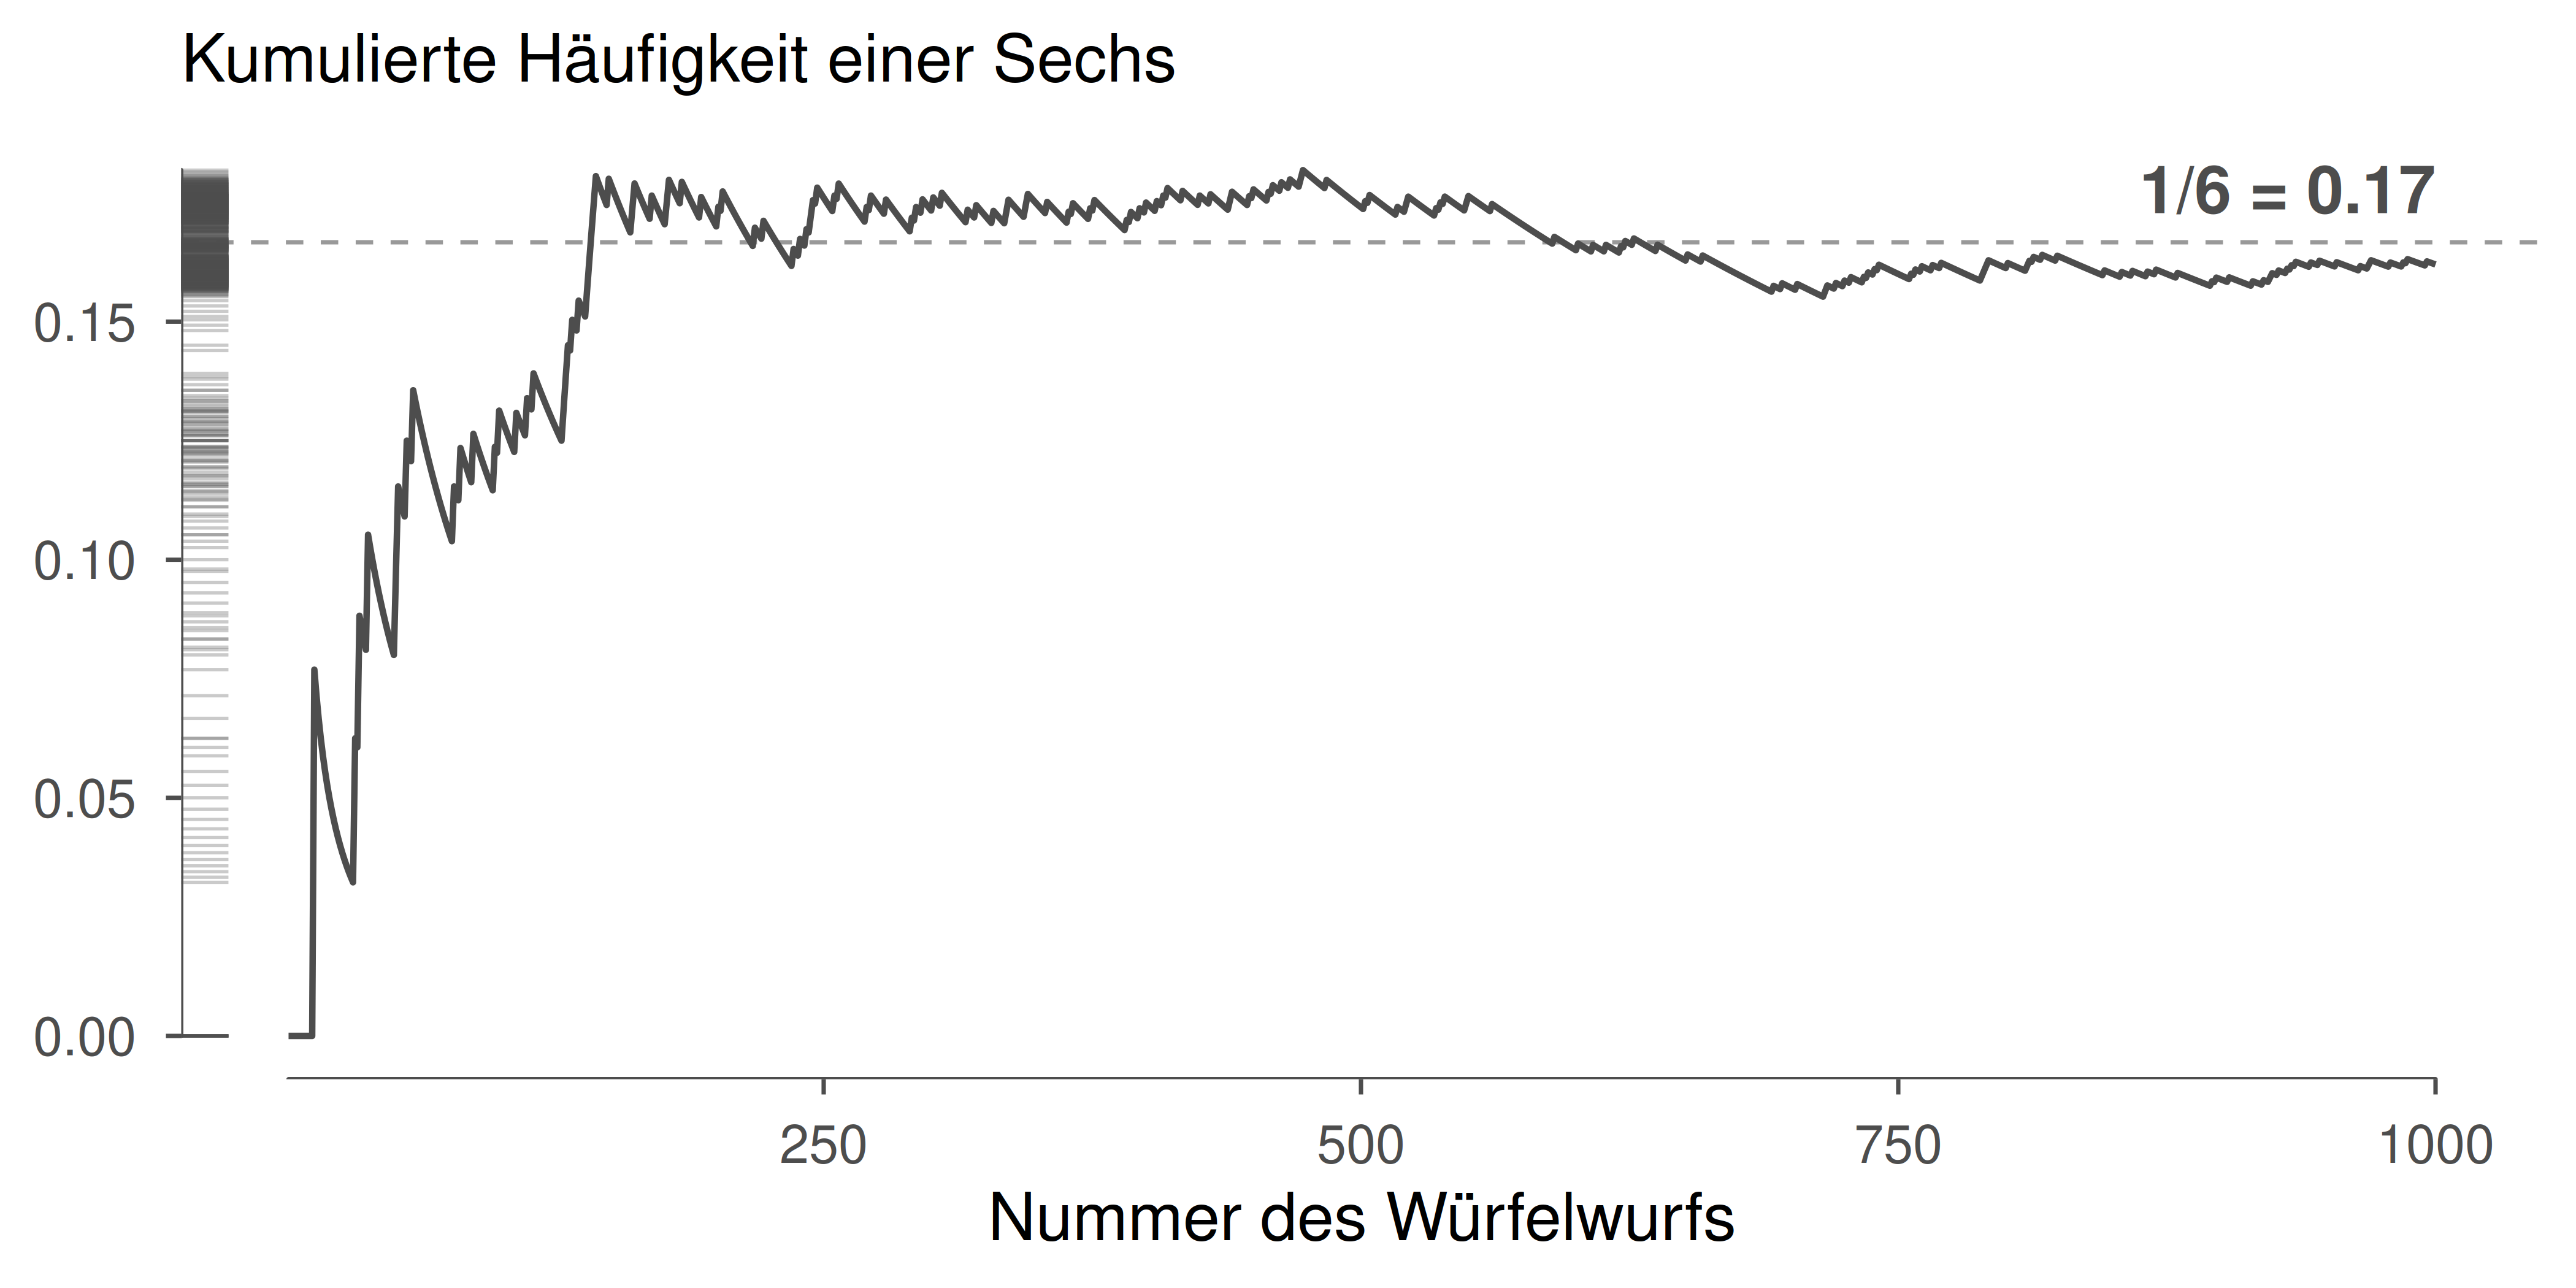 Kumulierte Häufigkeit einer Sechs
1/6 = 0.17
0.15
0.10
0.05
0.00
250 500 750 1000
Nummer des Würfelwurfs